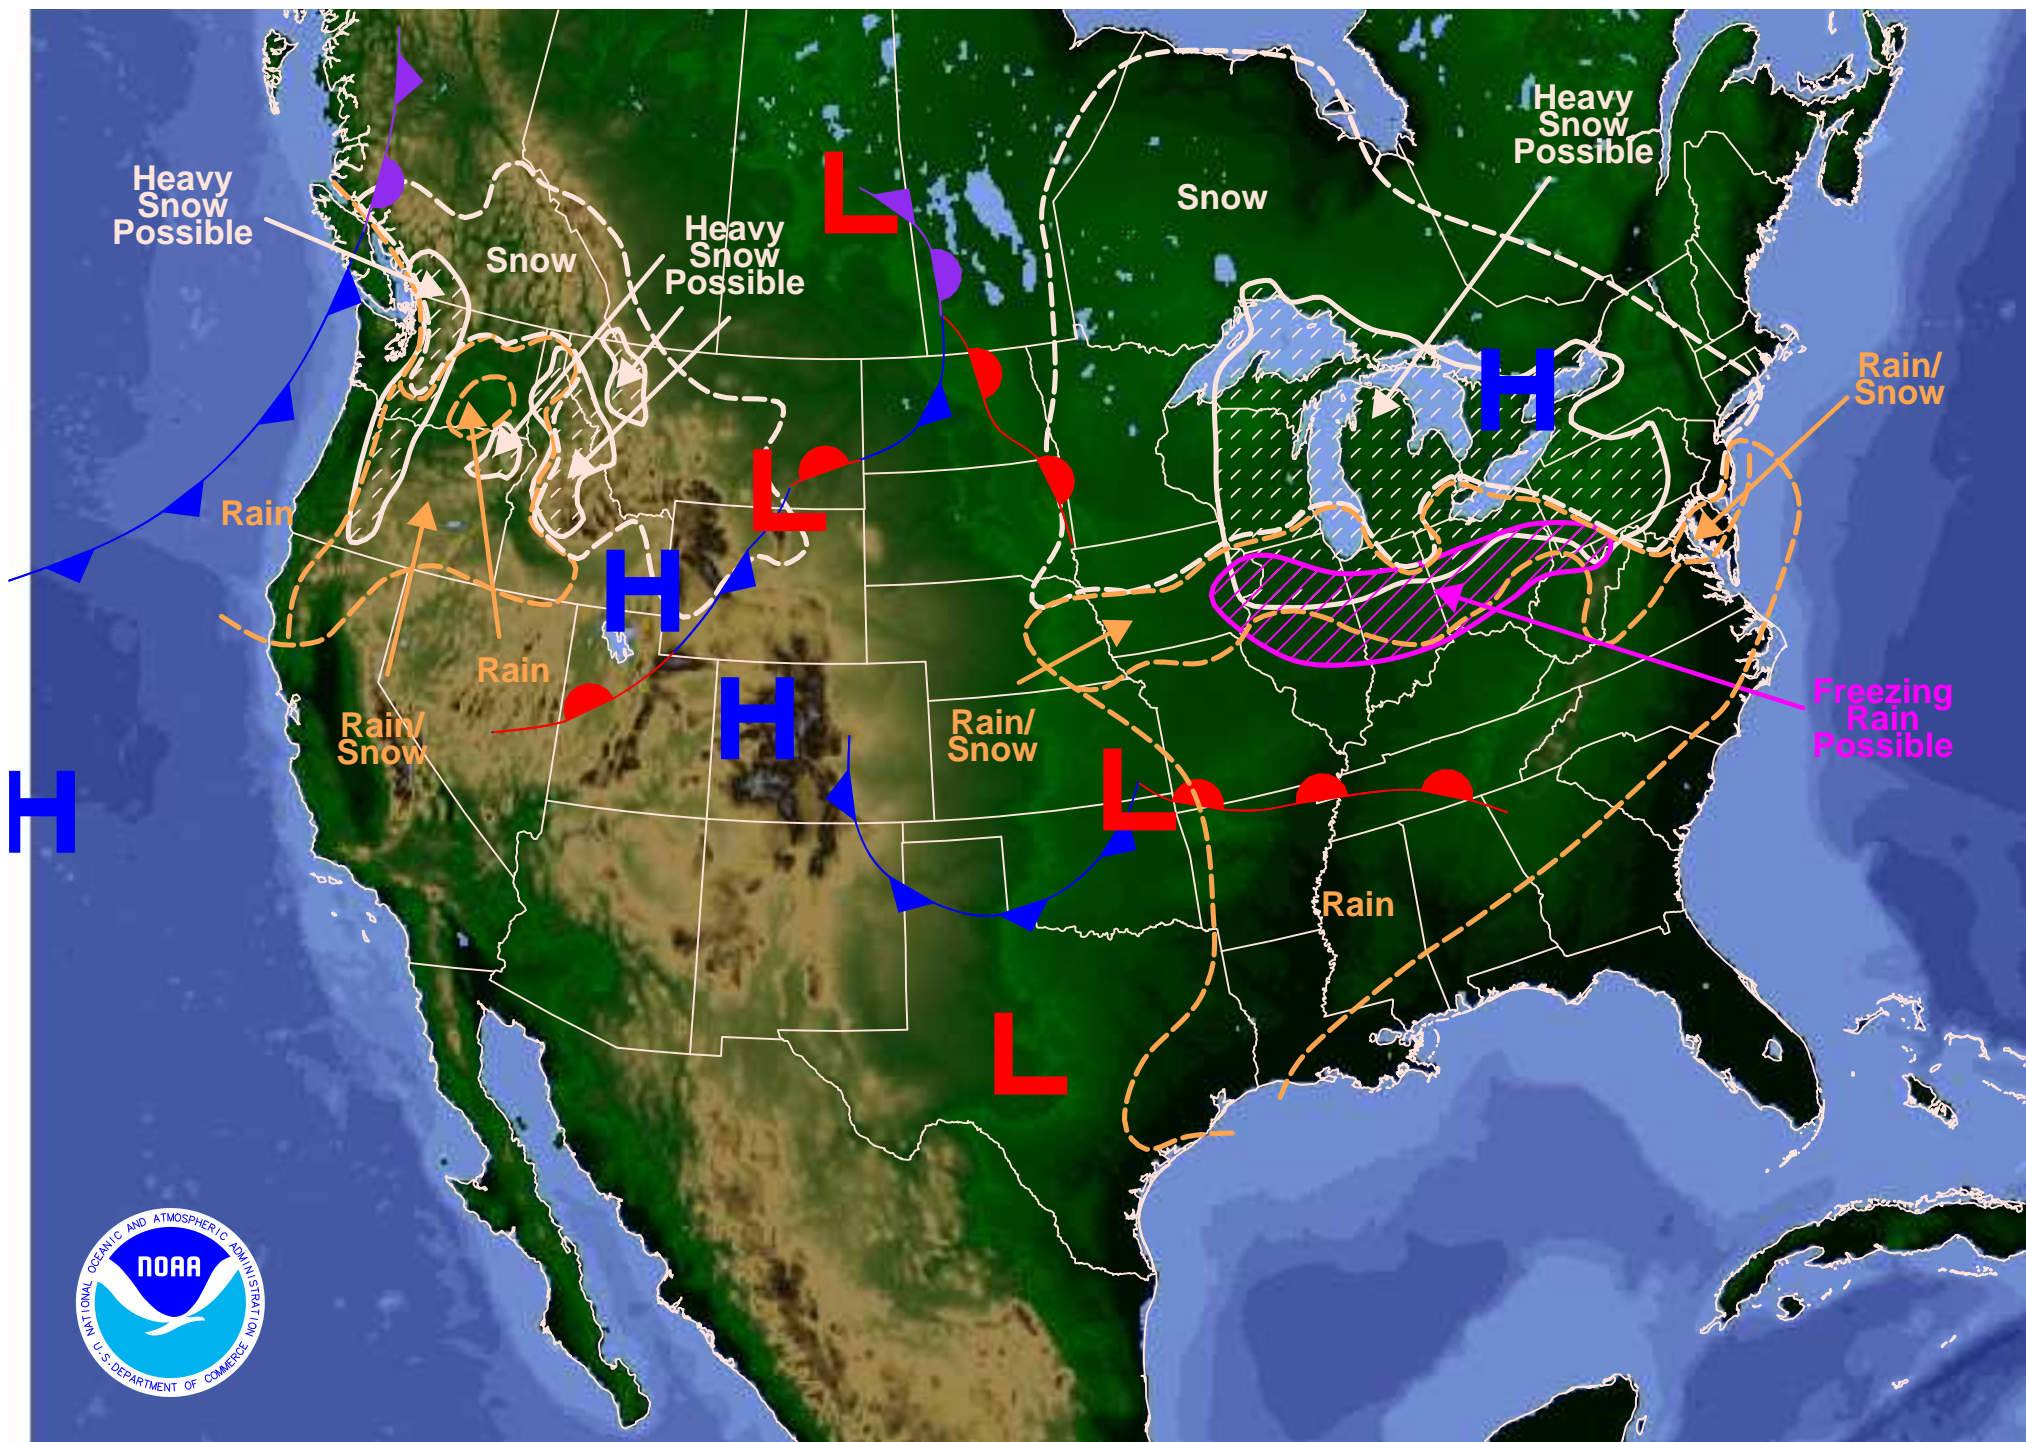 Heavy
Snow
Possible
Heavy
Snow
Possible
L
Snow
Snow
Heavy
Snow
Possible
H
Rain/
Snow
L
Rain
H
Rain
H
Rain/
Snow
Rain/
Snow
Freezing
Rain
Possible
H
L
Rain
L
NATIONAL OCEANIC AND ATMOSPHERIC ADMINISTRATION
NOAA
U.S. DEPARTMENT OF COMMERCE